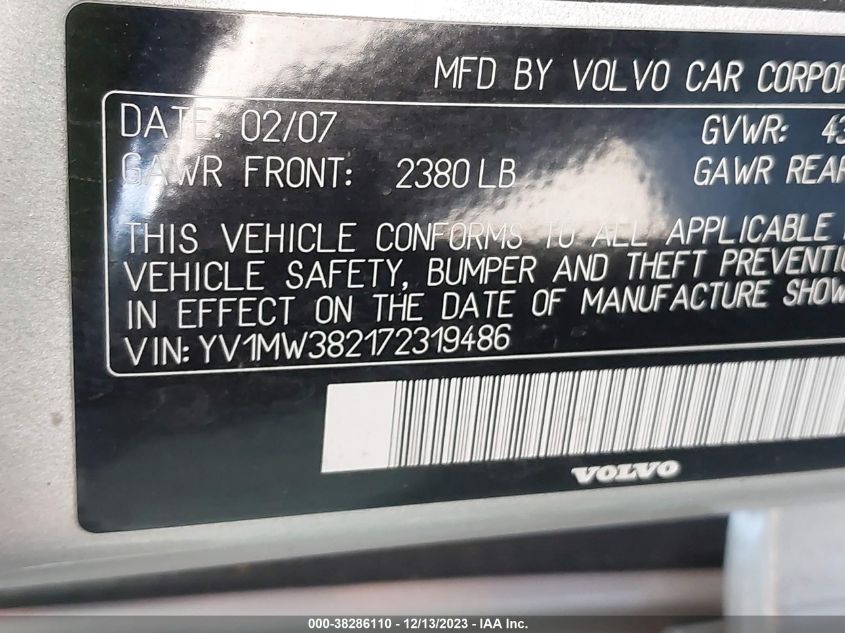 MFD BY VOLVO CAR CORPOR
DATE: 02/07 GVWR: 43
GAWR FRONT: 2380 LB GAWR REAR
THIS VEHICLE CONFORMS TO ALL APPLICABLE
VEHICLE SAFETY, BUMPER AND THEFT PREVENTI
IN EFFECT ON THE DATE OF MANUFACTURE SHOW
VIN: YV1MW382172319486
VOLVO
000-38286110 - 12/13/2023 - IAAI - Copart